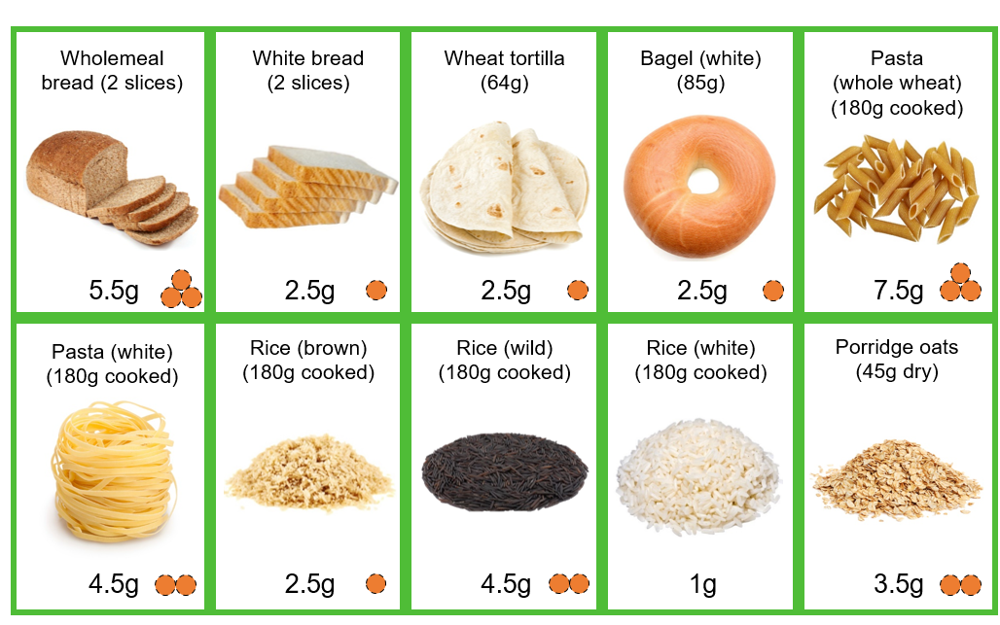 Wholemeal
bread (2 slices)
5.5g
White bread
(2 slices)
2.5g
Wheat tortilla
(64g)
2.5g
Bagel (white)
(85g)
2.5g
Pasta
(whole wheat)
(180g cooked)
7.5g
Pasta (white)
(180g cooked)
4.5g
Rice (brown)
(180g cooked)
2.5g
Rice (wild)
(180g cooked)
4.5g
Rice (white)
(180g cooked)
1g
Porridge oats
(45g dry)
3.5g